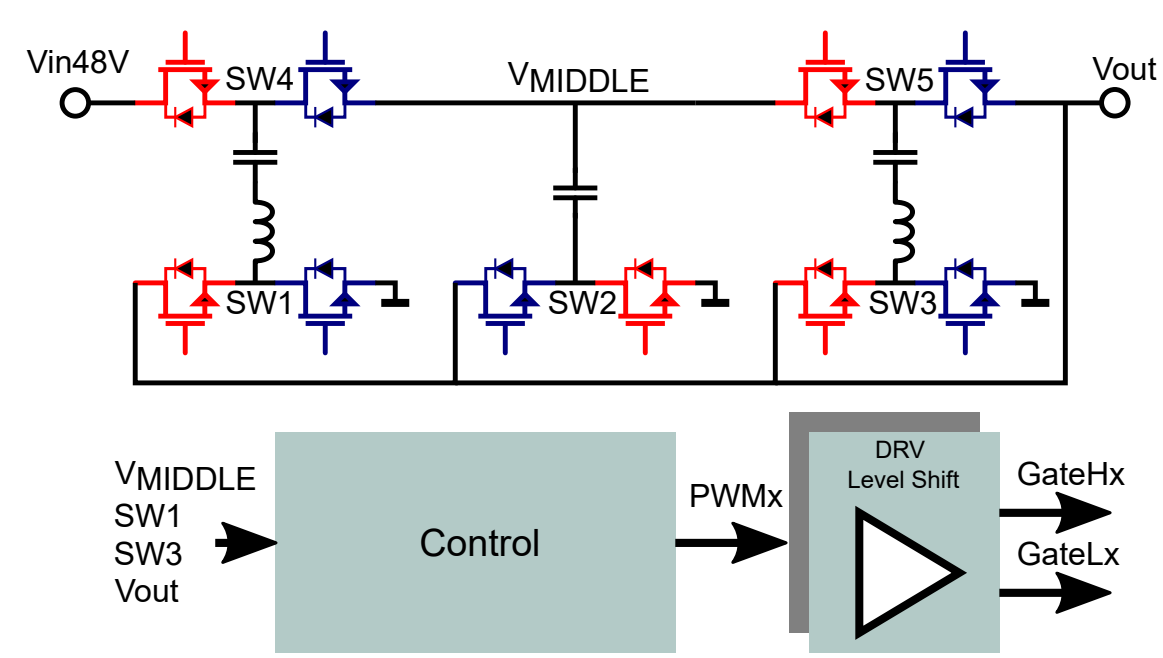 Vin48V
SW4
VMIDDLE
SW5
Vout
SW1
SW2
SW3
VMIDDLE
SW1
SW3
Vout
Control
PWMx
DRV
Level Shift
GateHx
GateLx